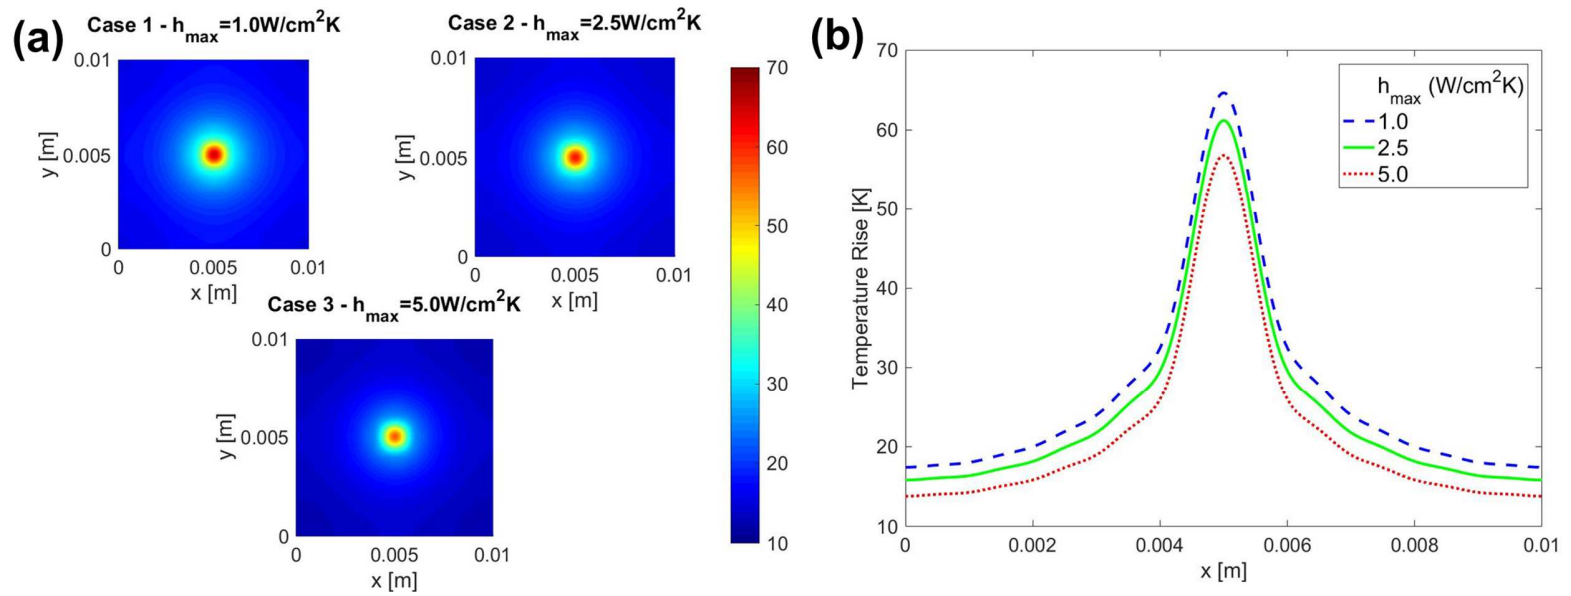 (a)
Case 1 - h_max=1.0W/cm²K
0.01
y [m]
0.005
0
0
0.005
0.01
x [m]
Case 2 - h_max=2.5W/cm²K
0.01
y [m]
0.005
0
0
0.005
0.01
x [m]
Case 3 - h_max=5.0W/cm²K
0.01
y [m]
0.005
0
0
0.005
0.01
x [m]
70
60
50
40
30
20
10
(b)
70
60
50
40
30
20
10
Temperature Rise [K]
0
0.002
0.004
0.006
0.008
0.01
x [m]
h_max (W/cm²K)
1.0
2.5
5.0